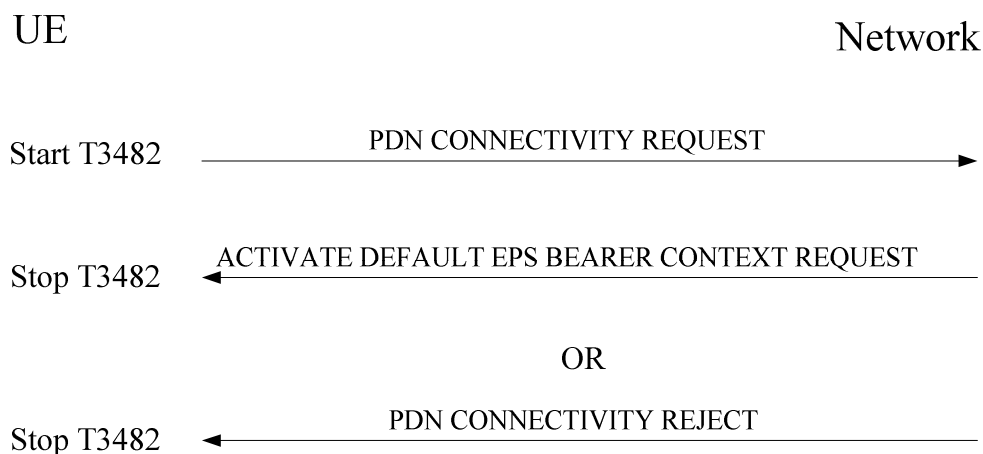 UE
Network
Start T3482
PDN CONNECTIVITY REQUEST
Stop T3482
ACTIVATE DEFAULT EPS BEARER CONTEXT REQUEST
OR
Stop T3482
PDN CONNECTIVITY REJECT